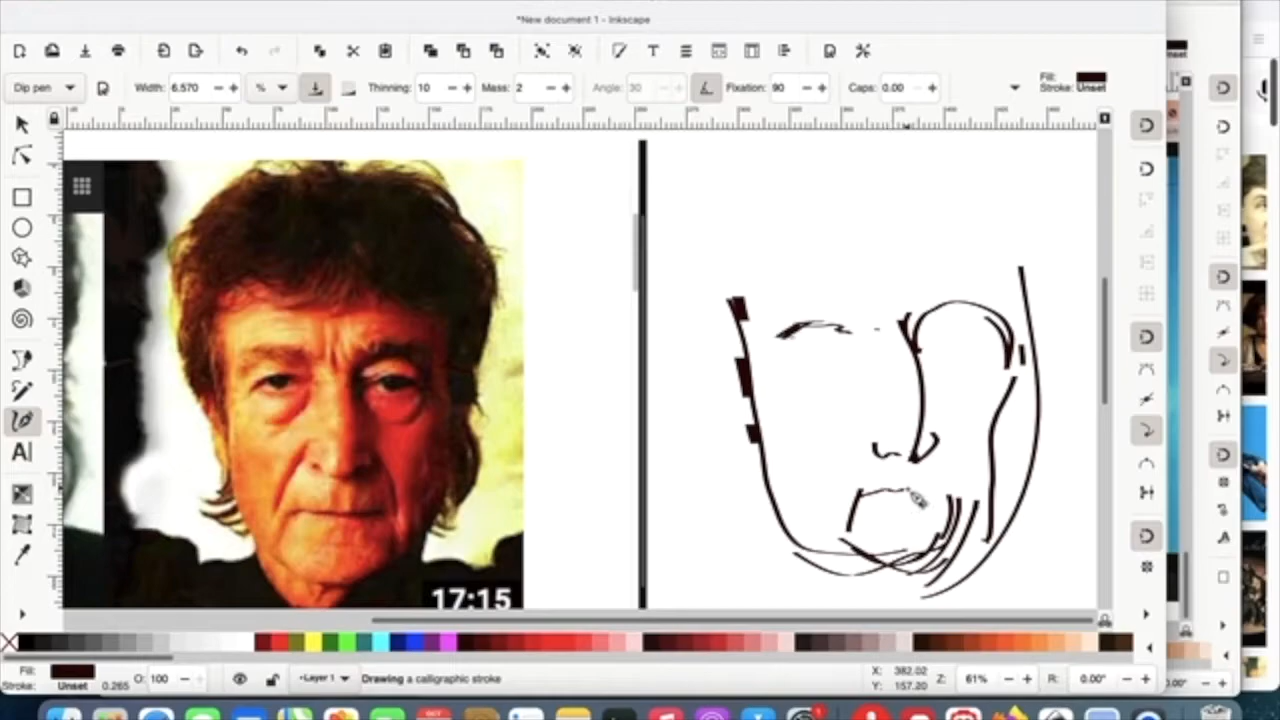 *New document 1 - Inkscape
Dip pen Width: 6.570 - + % Thinning: 10 - + Mass: 2 - + Angle: 30 - + Fixation: 90 - + Caps: 0.00 - + Fill: Stroke: Unset
17:15
Fill: Stroke: Unset 0.265 O: 100 - + •Layer 1 Drawing a calligraphic stroke X: 382.02 Y: 157.20 Z: 61% - + R: 0.00° - +
OCT